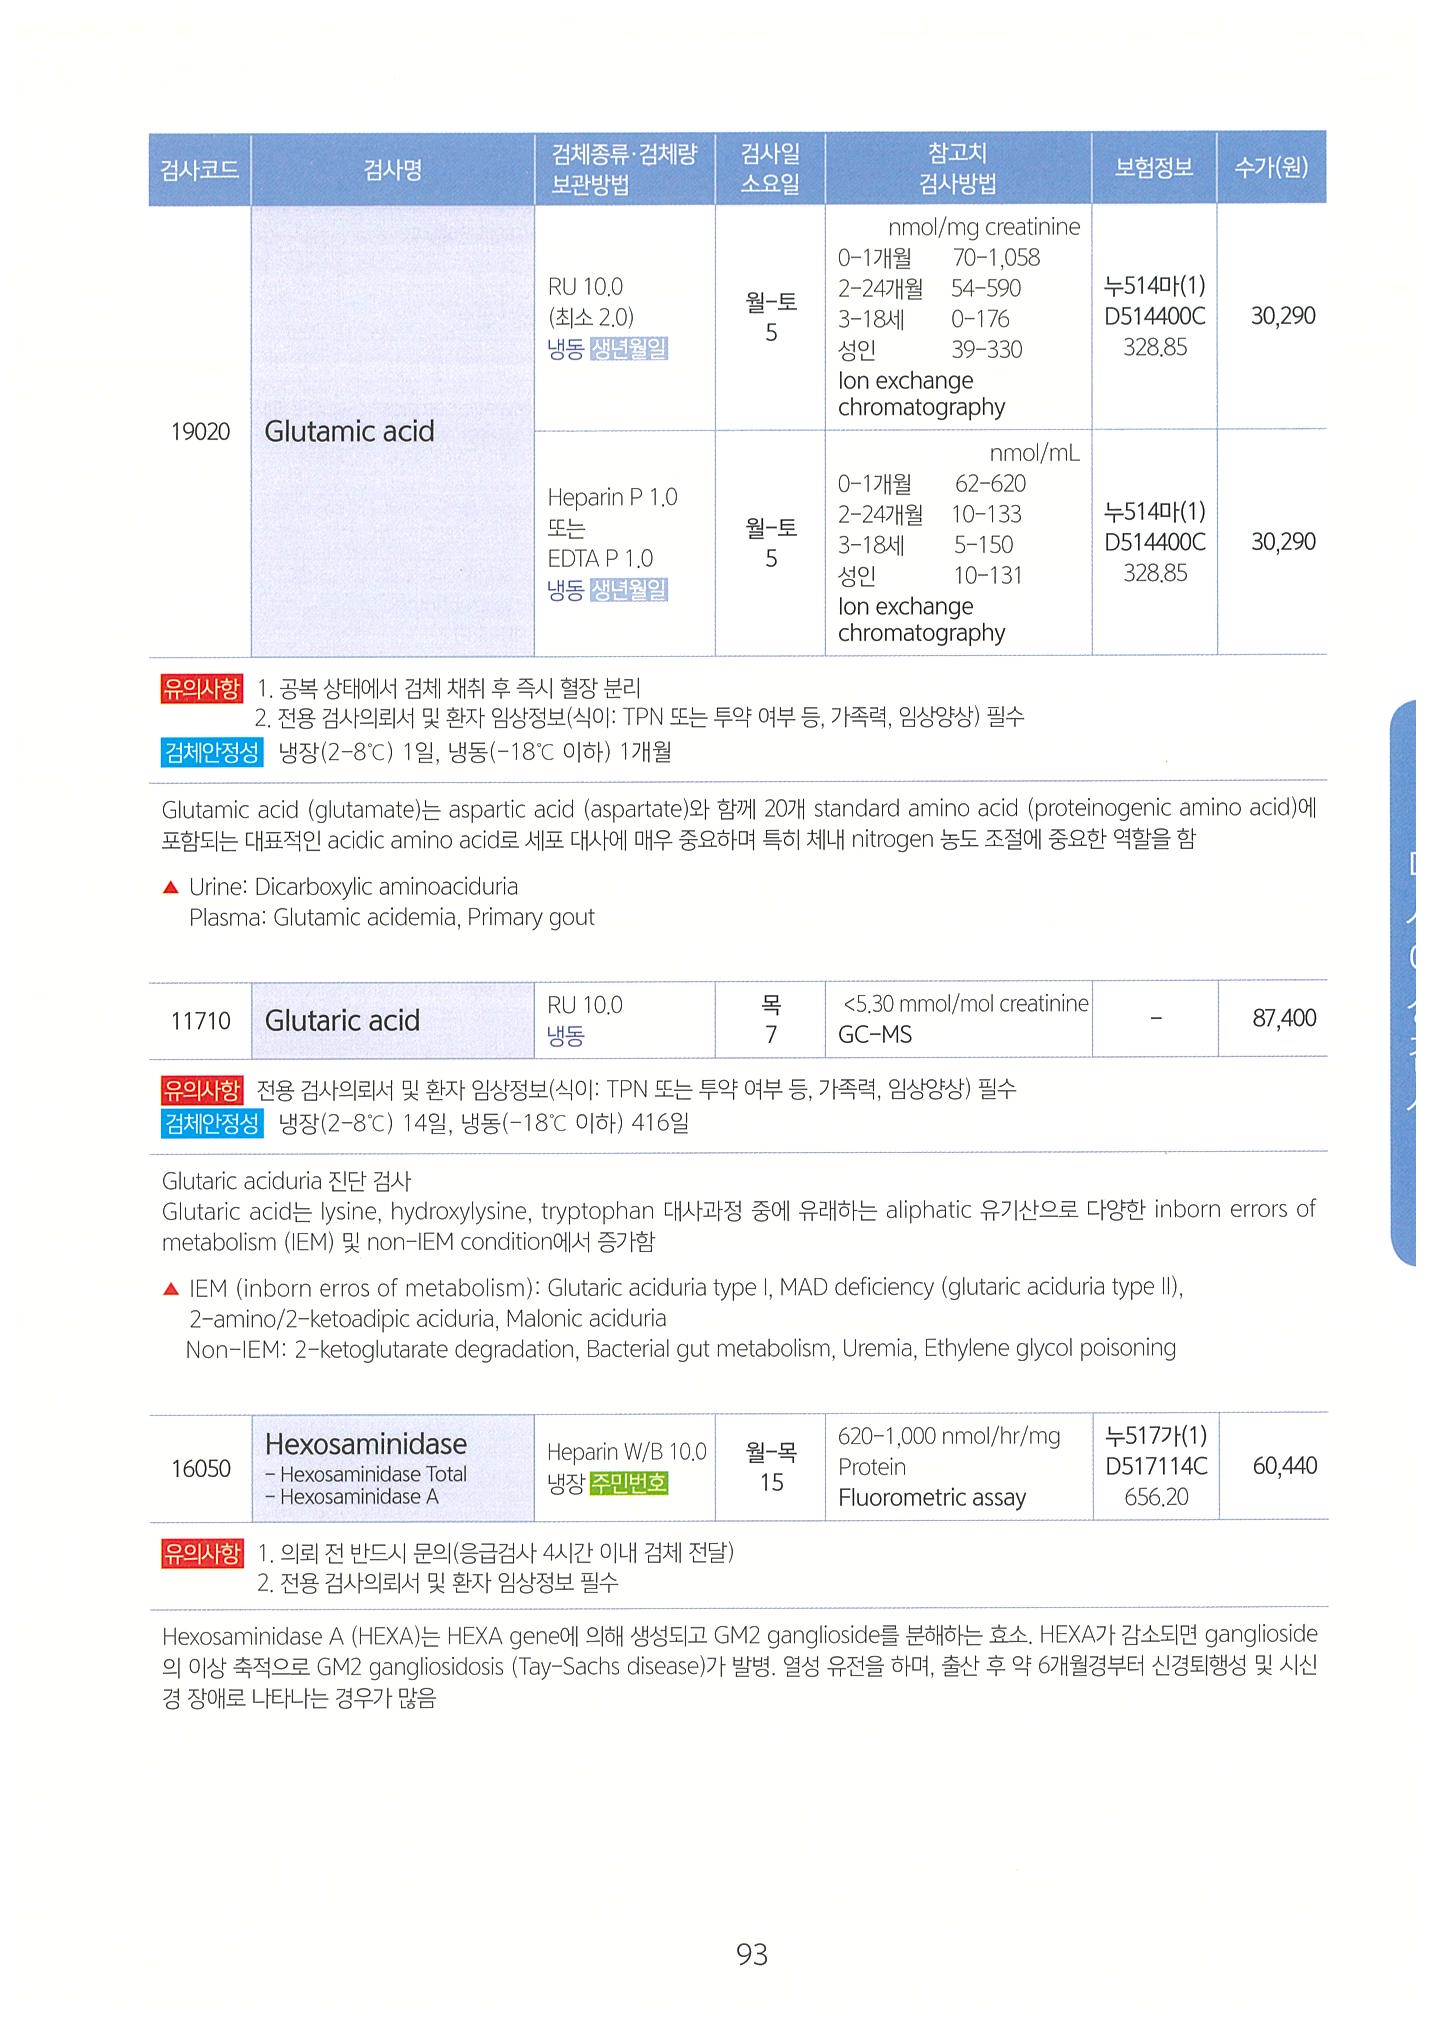 검사코드 검사명 검체종류·검체량 보관방법 검사일 소요일 참고치 검사방법 보험정보 수가(원)
19020 Glutamic acid
RU 10.0
(최소 2.0)
냉동 생년월일
월-토
5
nmol/mg creatinine
0-1개월 70-1,058
2-24개월 54-590
3-18세 0-176
성인 39-330
Ion exchange
chromatography
누514마(1)
D514400C
328.85
30,290
Heparin P 1.0
또는
EDTA P 1.0
냉동 생년월일
월-토
5
nmol/mL
0-1개월 62-620
2-24개월 10-133
3-18세 5-150
성인 10-131
Ion exchange
chromatography
누514마(1)
D514400C
328.85
30,290
유의사항 1. 공복 상태에서 검체 채취 후 즉시 혈장 분리
2. 전용 검사의뢰서 및 환자 임상정보(식이: TPN 또는 투약 여부 등, 가족력, 임상양상) 필수
검체안정성 냉장(2-8℃) 1일, 냉동(-18℃ 이하) 1개월
Glutamic acid (glutamate)는 aspartic acid (aspartate)와 함께 20개 standard amino acid (proteinogenic amino acid)에
포함되는 대표적인 acidic amino acid로 세포 대사에 매우 중요하며 특히 체내 nitrogen 농도 조절에 중요한 역할을 함
▲ Urine: Dicarboxylic aminoaciduria
Plasma: Glutamic acidemia, Primary gout
11710 Glutaric acid
RU 10.0
냉동
목
7
<5.30 mmol/mol creatinine
GC-MS
-
87,400
유의사항 전용 검사의뢰서 및 환자 임상정보(식이: TPN 또는 투약 여부 등, 가족력, 임상양상) 필수
검체안정성 냉장(2-8℃) 14일, 냉동(-18℃ 이하) 416일
Glutaric aciduria 진단 검사
Glutaric acid는 lysine, hydroxylysine, tryptophan 대사과정 중에 유래하는 aliphatic 유기산으로 다양한 inborn errors of
metabolism (IEM) 및 non-IEM condition에서 증가함
▲ IEM (inborn erros of metabolism): Glutaric aciduria type I, MAD deficiency (glutaric aciduria type II),
2-amino/2-ketoadipic aciduria, Malonic aciduria
Non-IEM: 2-ketoglutarate degradation, Bacterial gut metabolism, Uremia, Ethylene glycol poisoning
16050
Hexosaminidase
- Hexosaminidase Total
- Hexosaminidase A
Heparin W/B 10.0
냉장 주민번호
월-목
15
620-1,000 nmol/hr/mg
Protein
Fluorometric assay
누517가(1)
D517114C
656.20
60,440
유의사항 1. 의뢰 전 반드시 문의(응급검사 4시간 이내 검체 전달)
2. 전용 검사의뢰서 및 환자 임상정보 필수
Hexosaminidase A (HEXA)는 HEXA gene에 의해 생성되고 GM2 ganglioside를 분해하는 효소. HEXA가 감소되면 ganglioside
의 이상 축적으로 GM2 gangliosidosis (Tay-Sachs disease)가 발병. 열성 유전을 하며, 출산 후 약 6개월경부터 신경퇴행성 및 시신
경 장애로 나타나는 경우가 많음
93